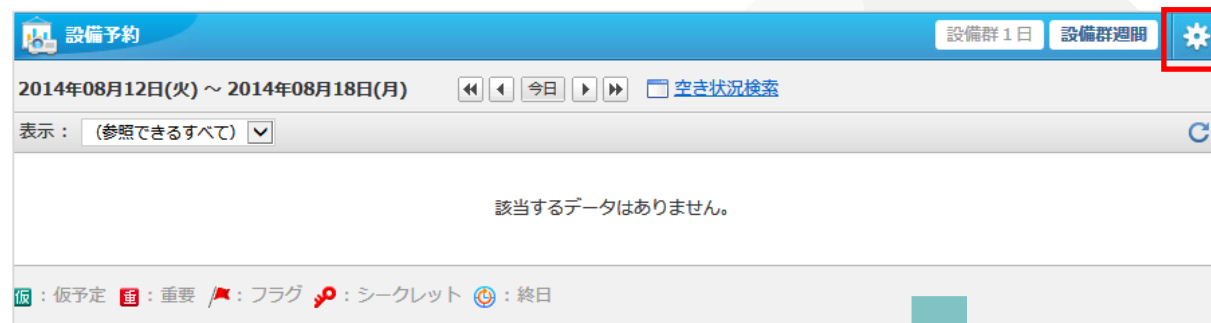 設備予約 設備群1日 設備群週間
2014年08月12日(火) ～ 2014年08月18日(月) 今日 空き状況検索
表示： (参照できるすべて)
該当するデータはありません。
仮：仮予定 重：重要 ：フラグ ：シークレット ：終日